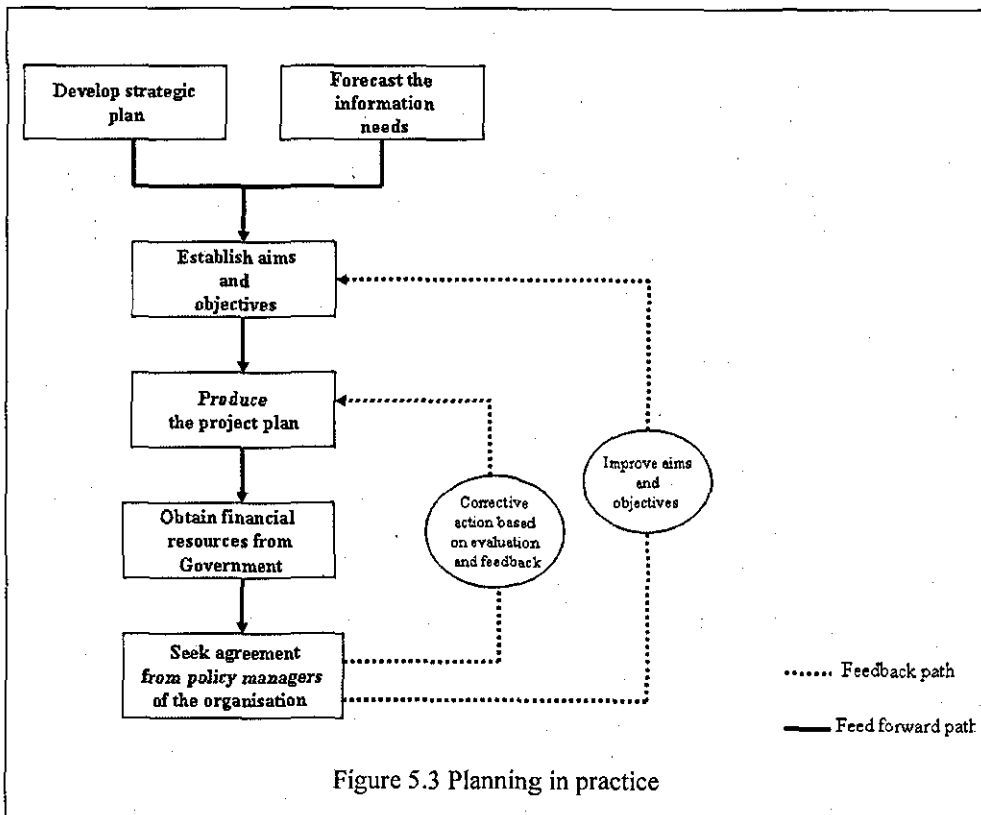 Develop strategic
plan
Forecast the
information
needs
Establish aims
and
objectives
Produce
the project plan
Improve aims
and
objectives
Corrective
action based
on evaluation
and feedback
Obtain financial
resources from
Government
Seek agreement
from policy managers
of the organisation
Feedback path
Feed forward path
Figure 5.3 Planning in practice